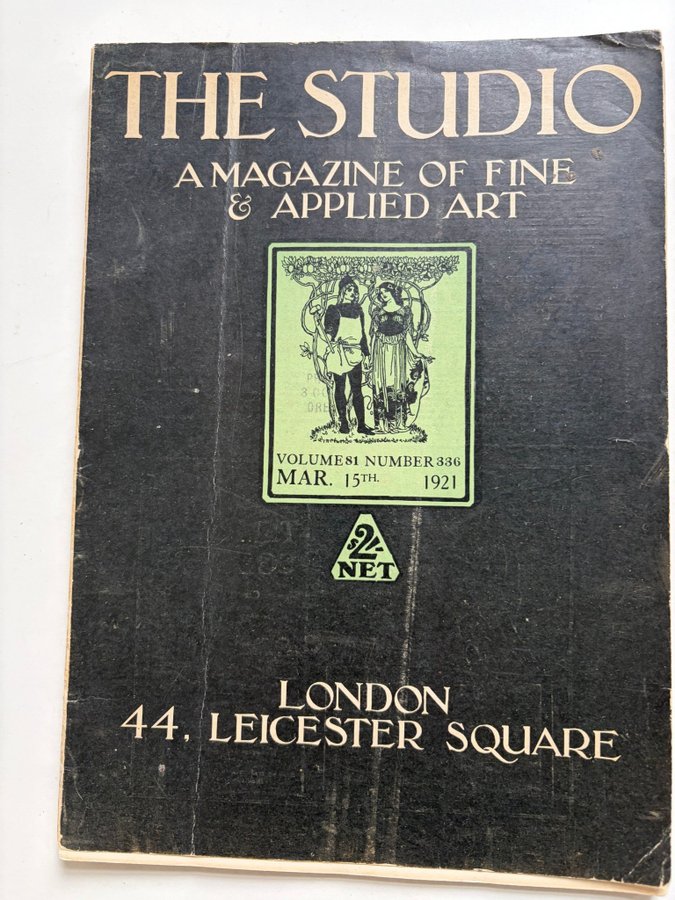 THE STUDIO
A MAGAZINE OF FINE
& APPLIED ART
VOLUME 81 NUMBER 336
MAR. 15TH. 1921
S2/-
NET
LONDON
44, LEICESTER SQUARE